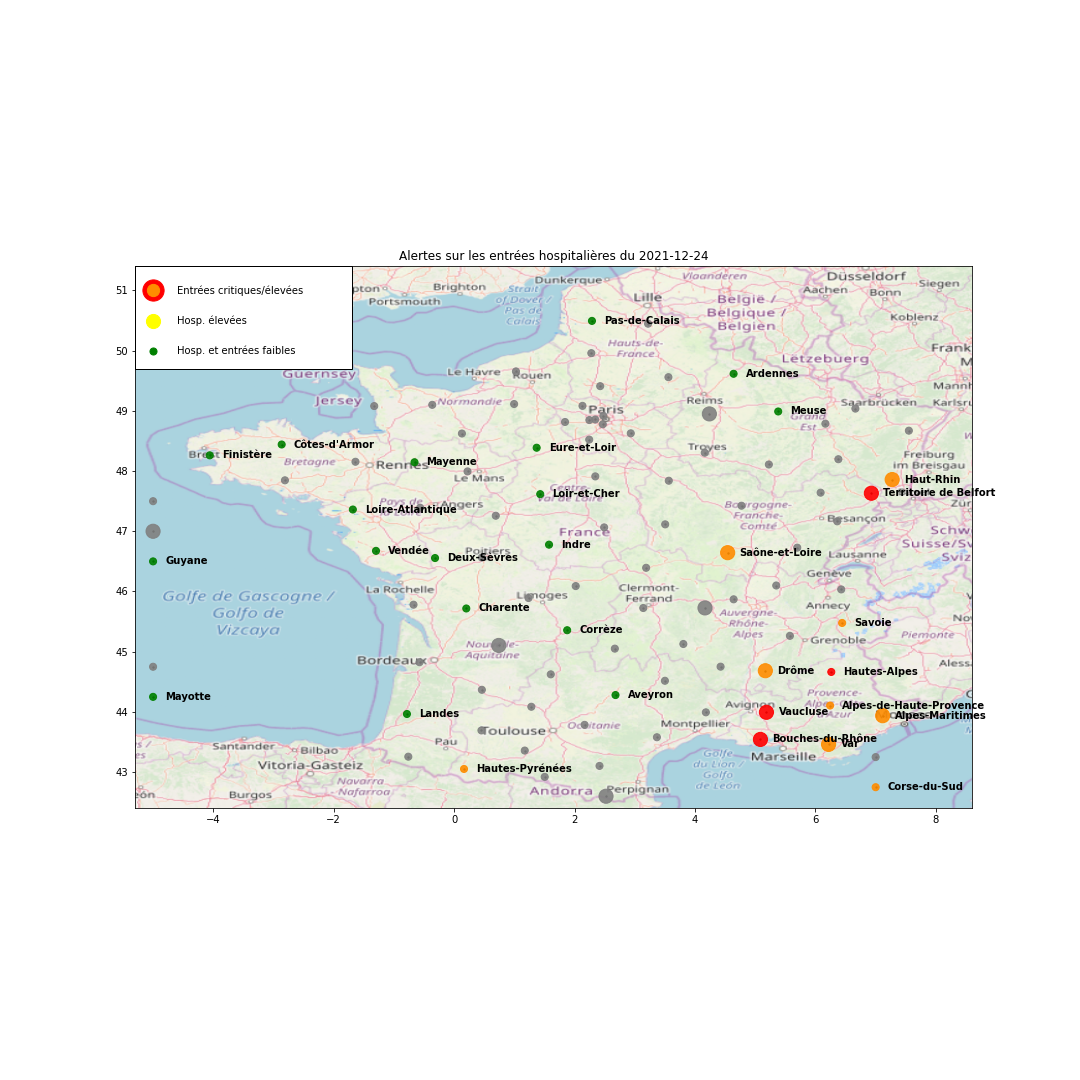 Alertes sur les entrées hospitalières du 2021-12-24
Entrées critiques/élevées
Hosp. élevées
Hosp. et entrées faibles
51
50
49
48
47
46
45
44
43
−4
−2
0
2
4
6
8
pton
Brighton
Portsmouth
Strait
of Dover /
Pas de
Calais
Dunkerque
Lille
Vlaanderen
België /
Belgique /
Belgien
Düsseldorf
Aachen
Bonn
Siegen
Koblenz
Pas-de-Calais
Hauts-de-
France
Lëtzebuerg
Frank
Guernsey
Jersey
Le Havre
Rouen
Normandie
Ardennes
Mannh
Reims
Saarbrücken
Karlsru
Paris
Meuse
Grand
Est
Côtes-d'Armor
Finistère
Bretagne
Rennes
Mayenne
Le Mans
Eure-et-Loir
Troyes
Freiburg
im Breisgau
Haut-Rhin
Territoire de Belfort
Loir-et-Cher
Centre-
Val de Loire
Loire-Atlantique
Pays de
la Loire
Angers
Bourgogne-
Franche-
Comté
Besançon
France
Indre
Schw
Suisse/Sv
Sviz
Vendée
Deux-Sèvres
Poitiers
Saône-et-Loire
Lausanne
Guyane
Genève
La Rochelle
Limoges
Clermont-
Ferrand
Annecy
Golfe de Gascogne /
Golfo de
Vizcaya
Charente
Corrèze
Auvergne-
Rhône-
Alpes
Savoie
Grenoble
Piemonte
Nouvelle-
Aquitaine
Bordeaux
Aless
Drôme
Hautes-Alpes
Mayotte
Aveyron
Landes
Avignon
Vaucluse
Provence-
Alpes-de-Haute-Provence
Alpes-Maritimes
Occitanie
Montpellier
Toulouse
Bouches-du-Rhône
Var
Marseille
Pau
Santander
Bilbao
Vitoria-Gasteiz
Hautes-Pyrénées
Golfe
du Lion /
Golfo
de León
Navarra
- Nafarroa
Burgos
Andorra
Perpignan
Corse-du-Sud